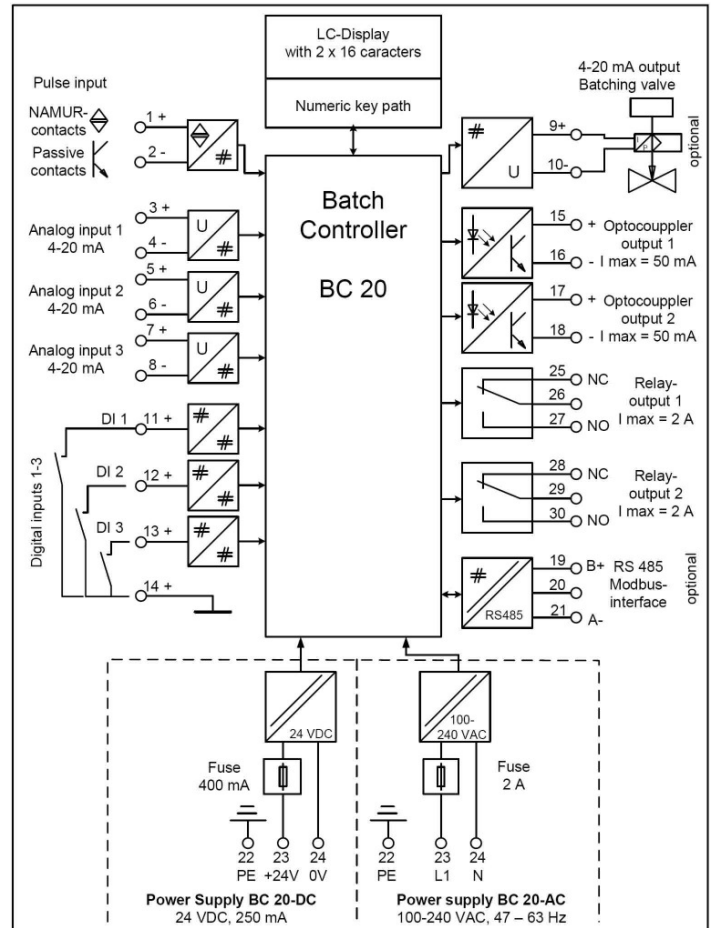 LC-Display
with 2 x 16 caracters
Numeric key path
Pulse input
NAMUR-
contacts
Passive
contacts
1 +
2 -
#
Analog input 1
4-20 mA
3 +
4 -
U
#
Analog input 2
4-20 mA
5 +
6 -
U
#
Analog input 3
4-20 mA
7 +
8 -
U
#
Digital inputs 1-3
DI 1
11 +
#
#
DI 2
12 +
#
#
DI 3
13 +
#
#
14 +
Batch
Controller
BC 20
4-20 mA output
Batching valve
optional
#
U
9+
10-
I
P
15
+ Optocouppler
output 1
16
- I max = 50 mA
17
+ Optocouppler
output 2
18
- I max = 50 mA
25
NC
26
27
NO
Relay-
output 1
I max = 2 A
28
NC
29
30
NO
Relay-
output 2
I max = 2 A
#
RS485
19
B+
20
21
A-
RS 485
Modbus-
interface
optional
24 VDC
Fuse
400 mA
22
PE
23
+24V
24
0V
Power Supply BC 20-DC
24 VDC, 250 mA
100-
240 VAC
Fuse
2 A
22
PE
23
L1
24
N
Power supply BC 20-AC
100-240 VAC, 47 – 63 Hz